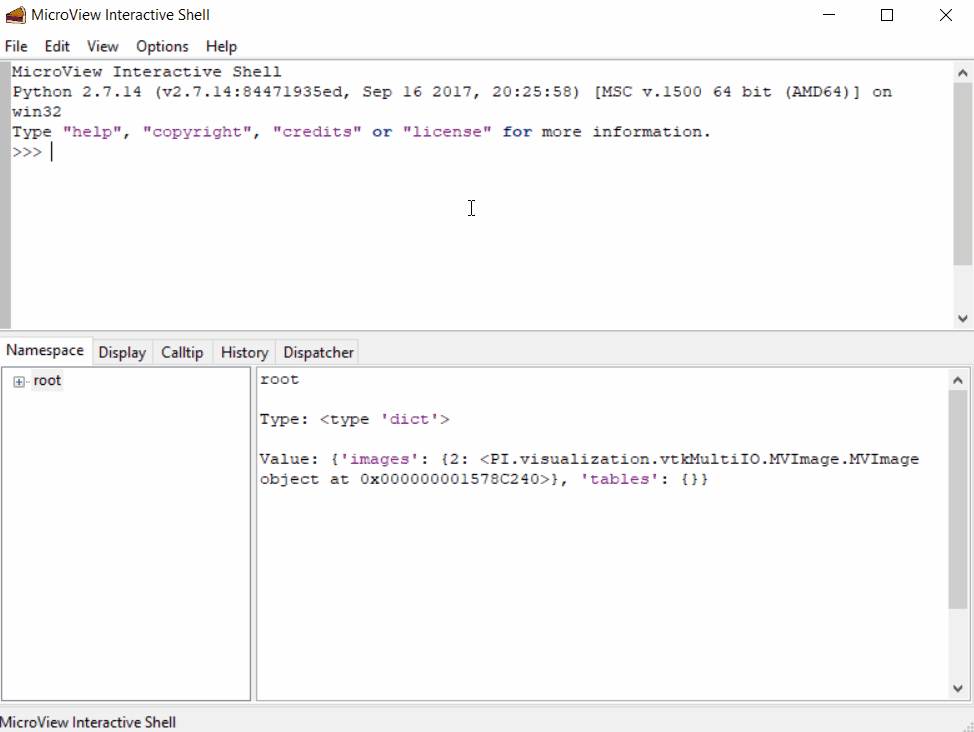 MicroView Interactive Shell
File Edit View Options Help
MicroView Interactive Shell
Python 2.7.14 (v2.7.14:84471935ed, Sep 16 2017, 20:25:58) [MSC v.1500 64 bit (AMD64)] on
win32
Type "help", "copyright", "credits" or "license" for more information.
>>>
Namespace Display Calltip History Dispatcher
root
root
Type: <type 'dict'>
Value: {'images': {2: <PI.visualization.vtkMultiIO.MVImage.MVImage
object at 0x000000001578C240>}, 'tables': {}}
MicroView Interactive Shell